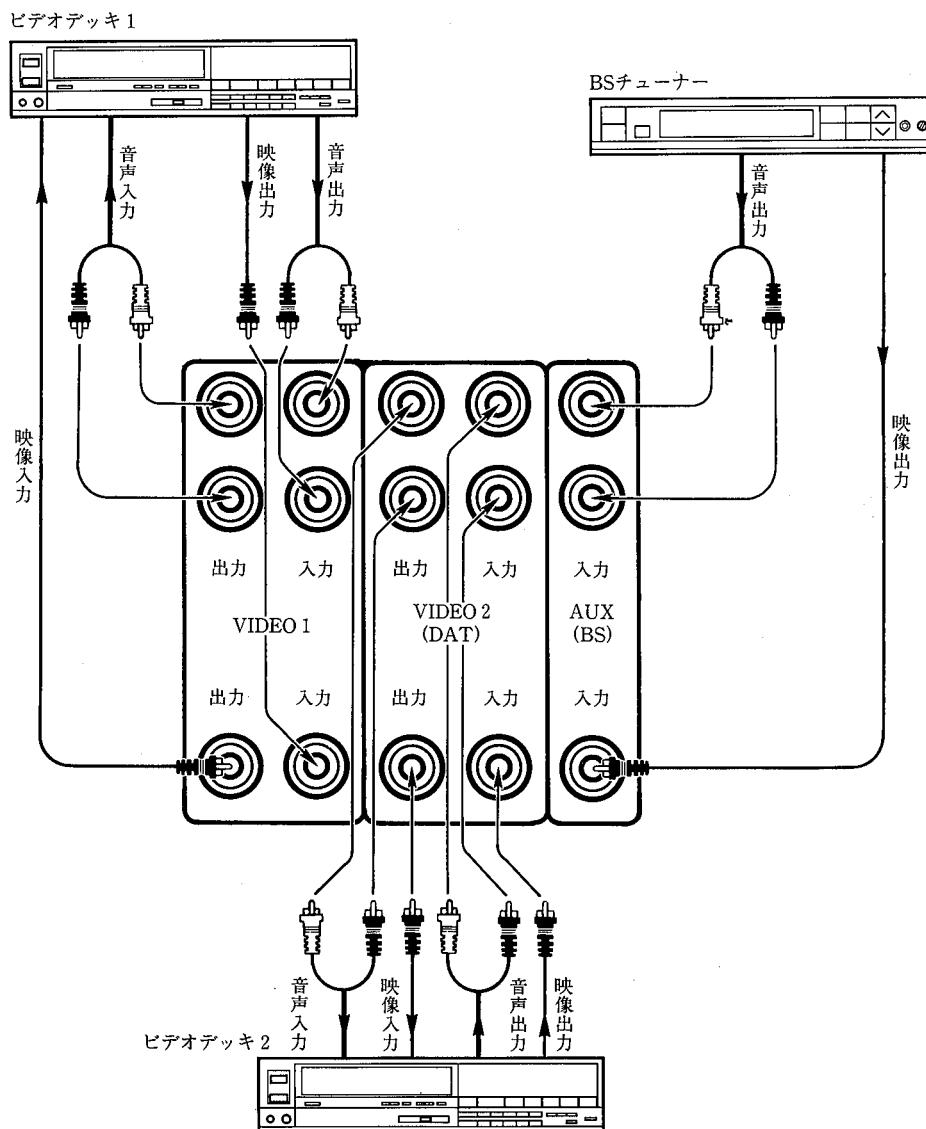 ビデオデッキ1
BSチューナー
音声入力
映像出力
音声出力
音声出力
映像入力
映像出力
出力
入力
出力
入力
入力
VIDEO 1
VIDEO 2
(DAT)
AUX
(BS)
出力
入力
出力
入力
入力
音声入力
映像入力
音声出力
映像出力
ビデオデッキ2